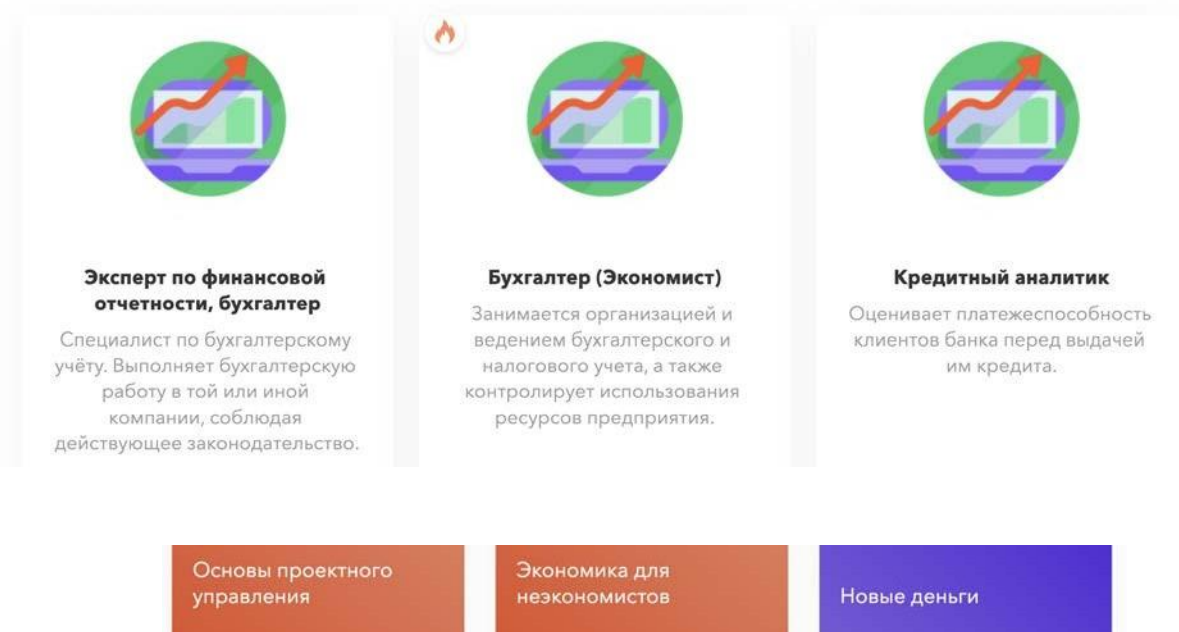 Эксперт по финансовой
отчетности, бухгалтер
Специалист по бухгалтерскому
учёту. Выполняет бухгалтерскую
работу в той или иной
компании, соблюдая
действующее законодательство.
Бухгалтер (Экономист)
Занимается организацией и
ведением бухгалтерского и
налогового учета, а также
контролирует использования
ресурсов предприятия.
Кредитный аналитик
Оценивает платежеспособность
клиентов банка перед выдачей
им кредита.
Основы проектного
управления
Экономика для
неэкономистов
Новые деньги